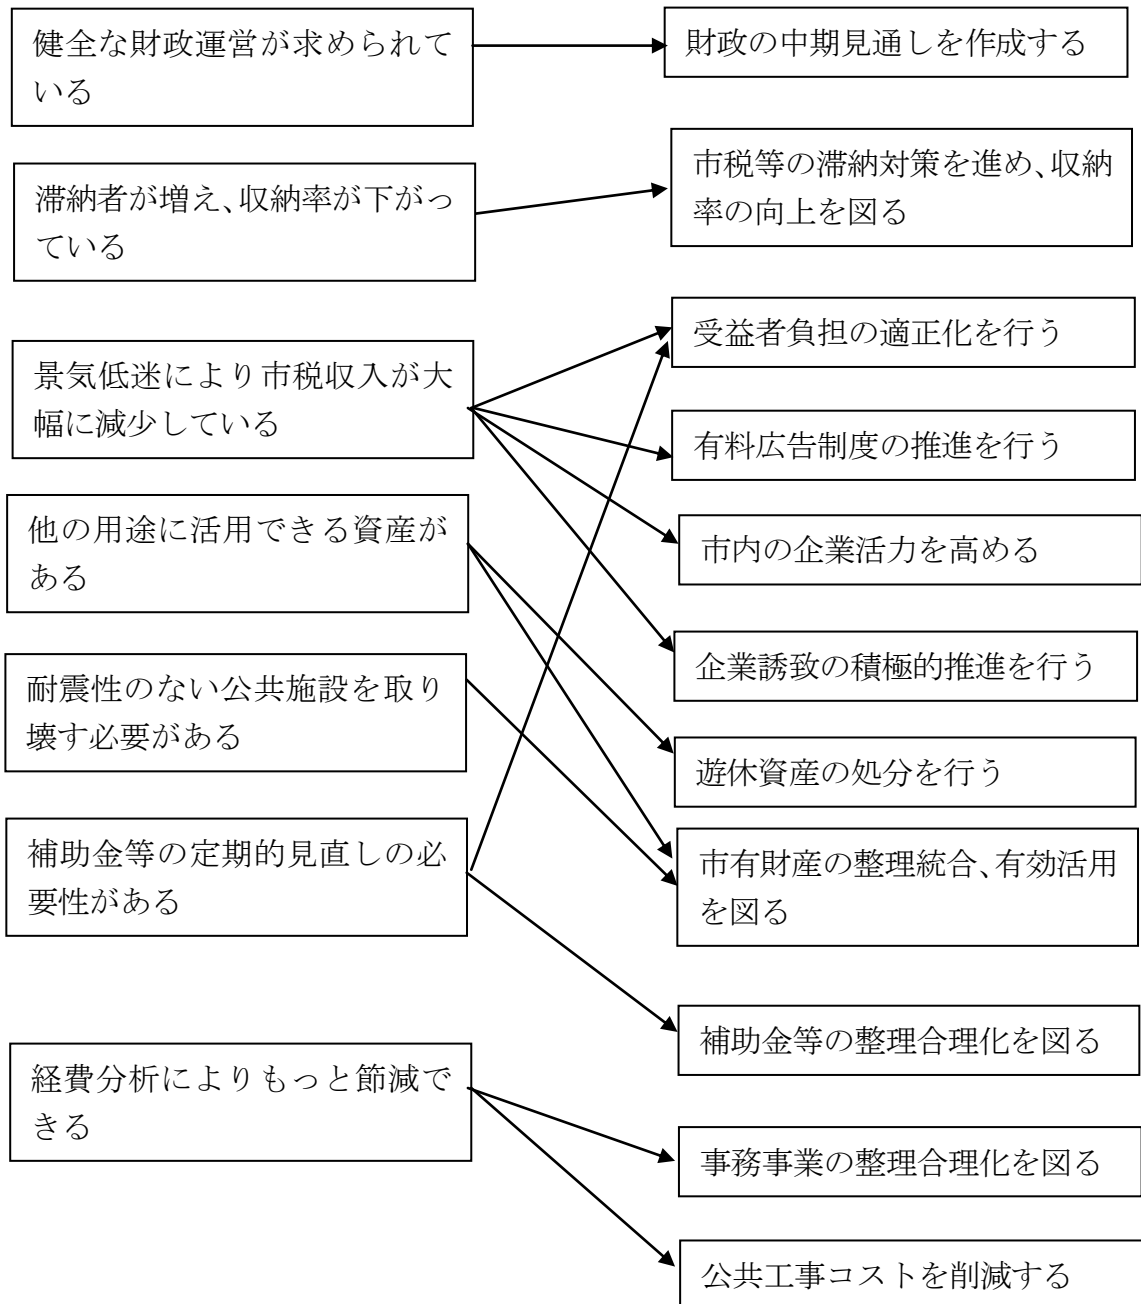 健全な財政運営が求められて
いる
財政の中期見通しを作成する
滞納者が増え、収納率が下がっ
ている
市税等の滞納対策を進め、収納
率の向上を図る
景気低迷により市税収入が大
幅に減少している
受益者負担の適正化を行う
有料広告制度の推進を行う
他の用途に活用できる資産が
ある
市内の企業活力を高める
耐震性のない公共施設を取り
壊す必要がある
企業誘致の積極的推進を行う
遊休資産の処分を行う
補助金等の定期的見直しの必
要性がある
市有財産の整理統合、有効活用
を図る
補助金等の整理合理化を図る
経費分析によりもっと節減で
きる
事務事業の整理合理化を図る
公共工事コストを削減する